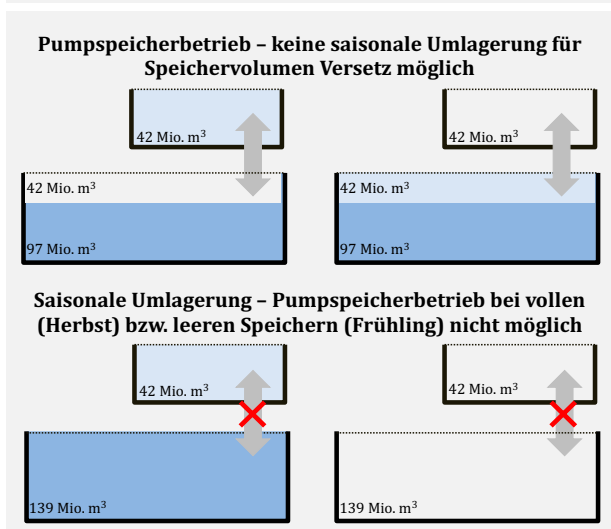 Pumpspeicherbetrieb – keine saisonale Umlagerung für
Speichervolumen Versetz möglich
42 Mio. m³
42 Mio. m³
42 Mio. m³
42 Mio. m³
97 Mio. m³
97 Mio. m³
Saisonale Umlagerung – Pumpspeicherbetrieb bei vollen
(Herbst) bzw. leeren Speichern (Frühling) nicht möglich
42 Mio. m³
42 Mio. m³
139 Mio. m³
139 Mio. m³